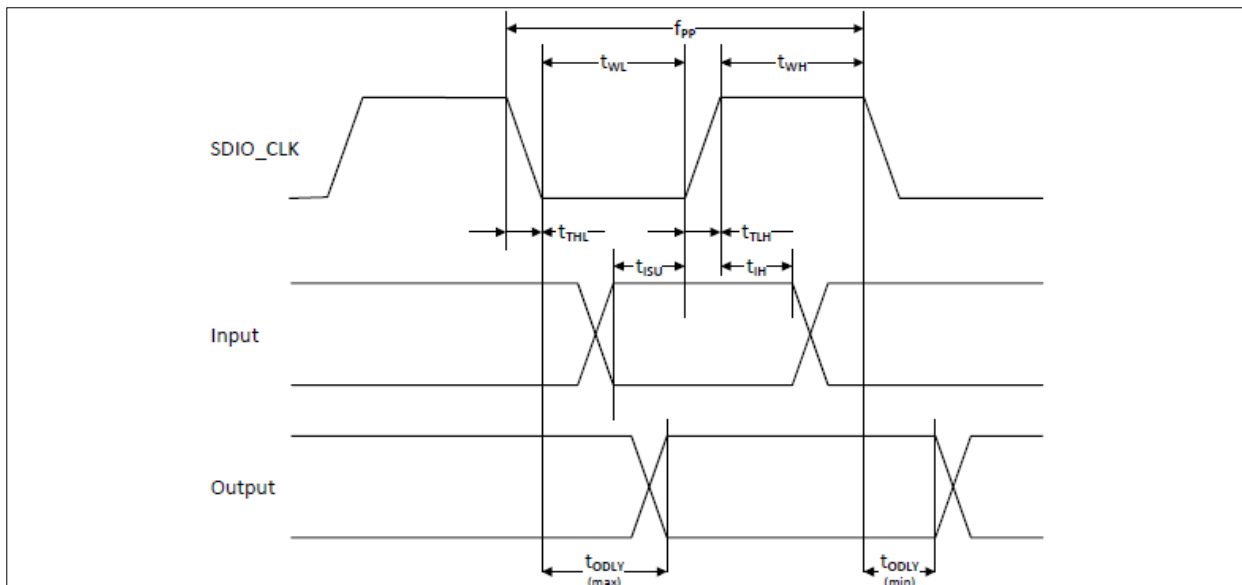 fPP
tWL tWH
SDIO_CLK
tTHL tTLH
tISU tIH
Input
Output
tODLY tODLY
(max) (min)